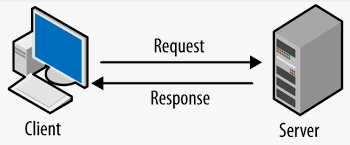 Request
Response
Client
Server